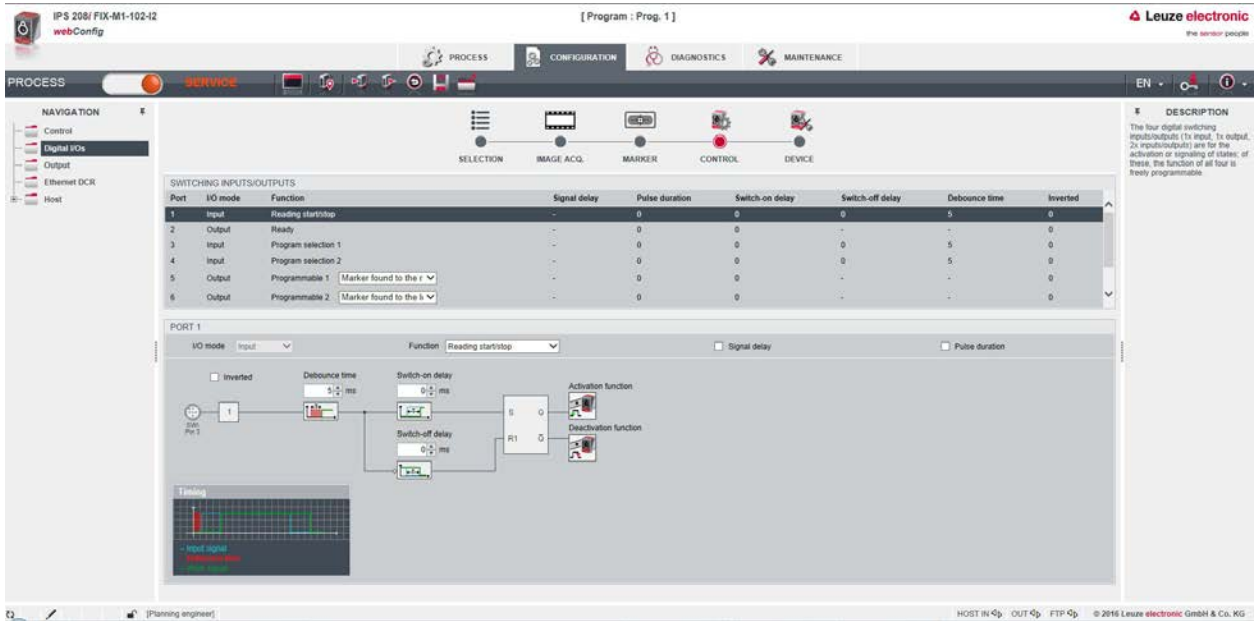 IPS 208/ FIX-M1-102-I2
webConfig
[ Program : Prog. 1 ]
Leuze electronic
the sensor people
PROCESS
CONFIGURATION
DIAGNOSTICS
MAINTENANCE
PROCESS
SERVICE
EN
NAVIGATION
Control
Digital I/Os
Output
Ethernet DCR
Host
SELECTION
IMAGE ACQ.
MARKER
CONTROL
DEVICE
DESCRIPTION
The four digital switching
inputs/outputs (1x input, 1x output,
2x inputs/outputs) are for the
activation or signaling of states; of
these, the function of all four is
freely programmable.
SWITCHING INPUTS/OUTPUTS
Port I/O mode Function Signal delay Pulse duration Switch-on delay Switch-off delay Debounce time Inverted
1 Input Reading start/stop - 0 0 0 5 0
2 Output Ready - 0 0 - - 0
3 Input Program selection 1 - 0 0 0 5 0
4 Input Program selection 2 - 0 0 0 5 0
5 Output Programmable 1 Marker found to the r - 0 0 - - 0
6 Output Programmable 2 Marker found to the l - 0 0 - - 0
PORT 1
I/O mode Input Function Reading start/stop Signal delay Pulse duration
Inverted
Debounce time
5 ms
Switch-on delay
0 ms
Activation function
1
S Q
SWI
Switch-off delay
0 ms
R1 Q̅
Deactivation function
Timing
– Input signal
[Planning engineer]
HOST IN OUT FTP
© 2016 Leuze electronic GmbH & Co. KG